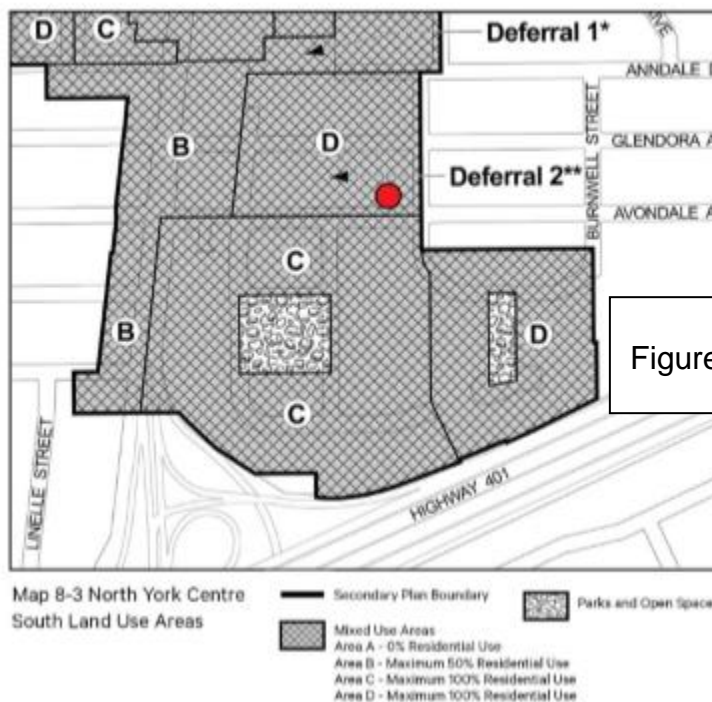 D
C
Deferral 1*
ANNDALE D
BURNWELL STREET
B
D
GLENDORA A
Deferral 2**
AVONDALE A
C
B
D
Figure
C
LINELLE STREET
HIGHWAY 401
Map 8-3 North York Centre
South Land Use Areas
Secondary Plan Boundary
Parks and Open Space
Mixed Use Areas
Area A - 0% Residential Use
Area B - Maximum 50% Residential Use
Area C - Maximum 100% Residential Use
Area D - Maximum 100% Residential Use